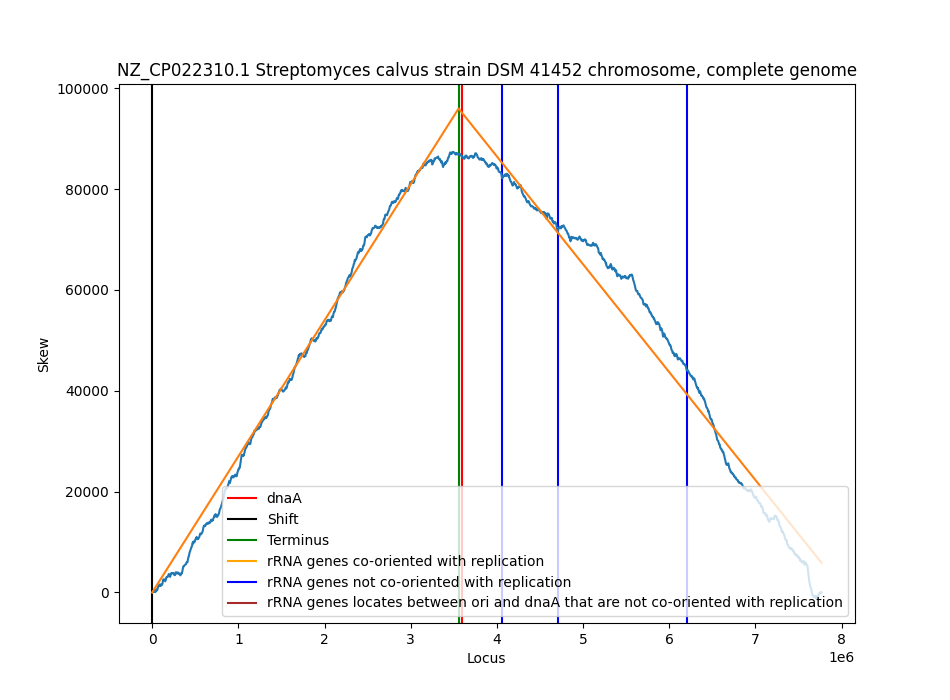 NZ_CP022310.1 Streptomyces calvus strain DSM 41452 chromosome, complete genome
100000
80000
60000
40000
20000
0
Skew
dnaA
Shift
Terminus
rRNA genes co-oriented with replication
rRNA genes not co-oriented with replication
rRNA genes locates between ori and dnaA that are not co-oriented with replication
0 1 2 3 4 5 6 7 8
1e6
Locus